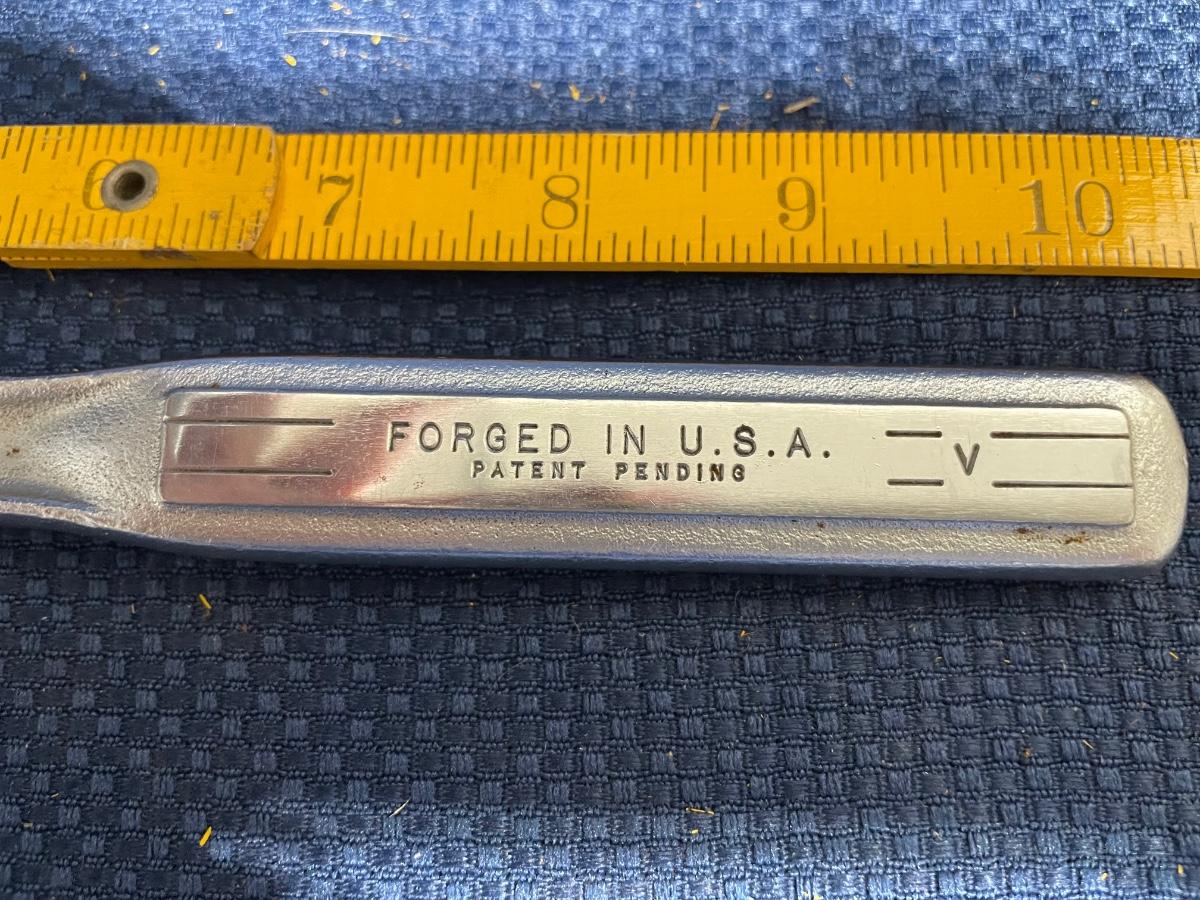 6 7 8 9 10
FORGED IN U.S.A.
PATENT PENDING
V